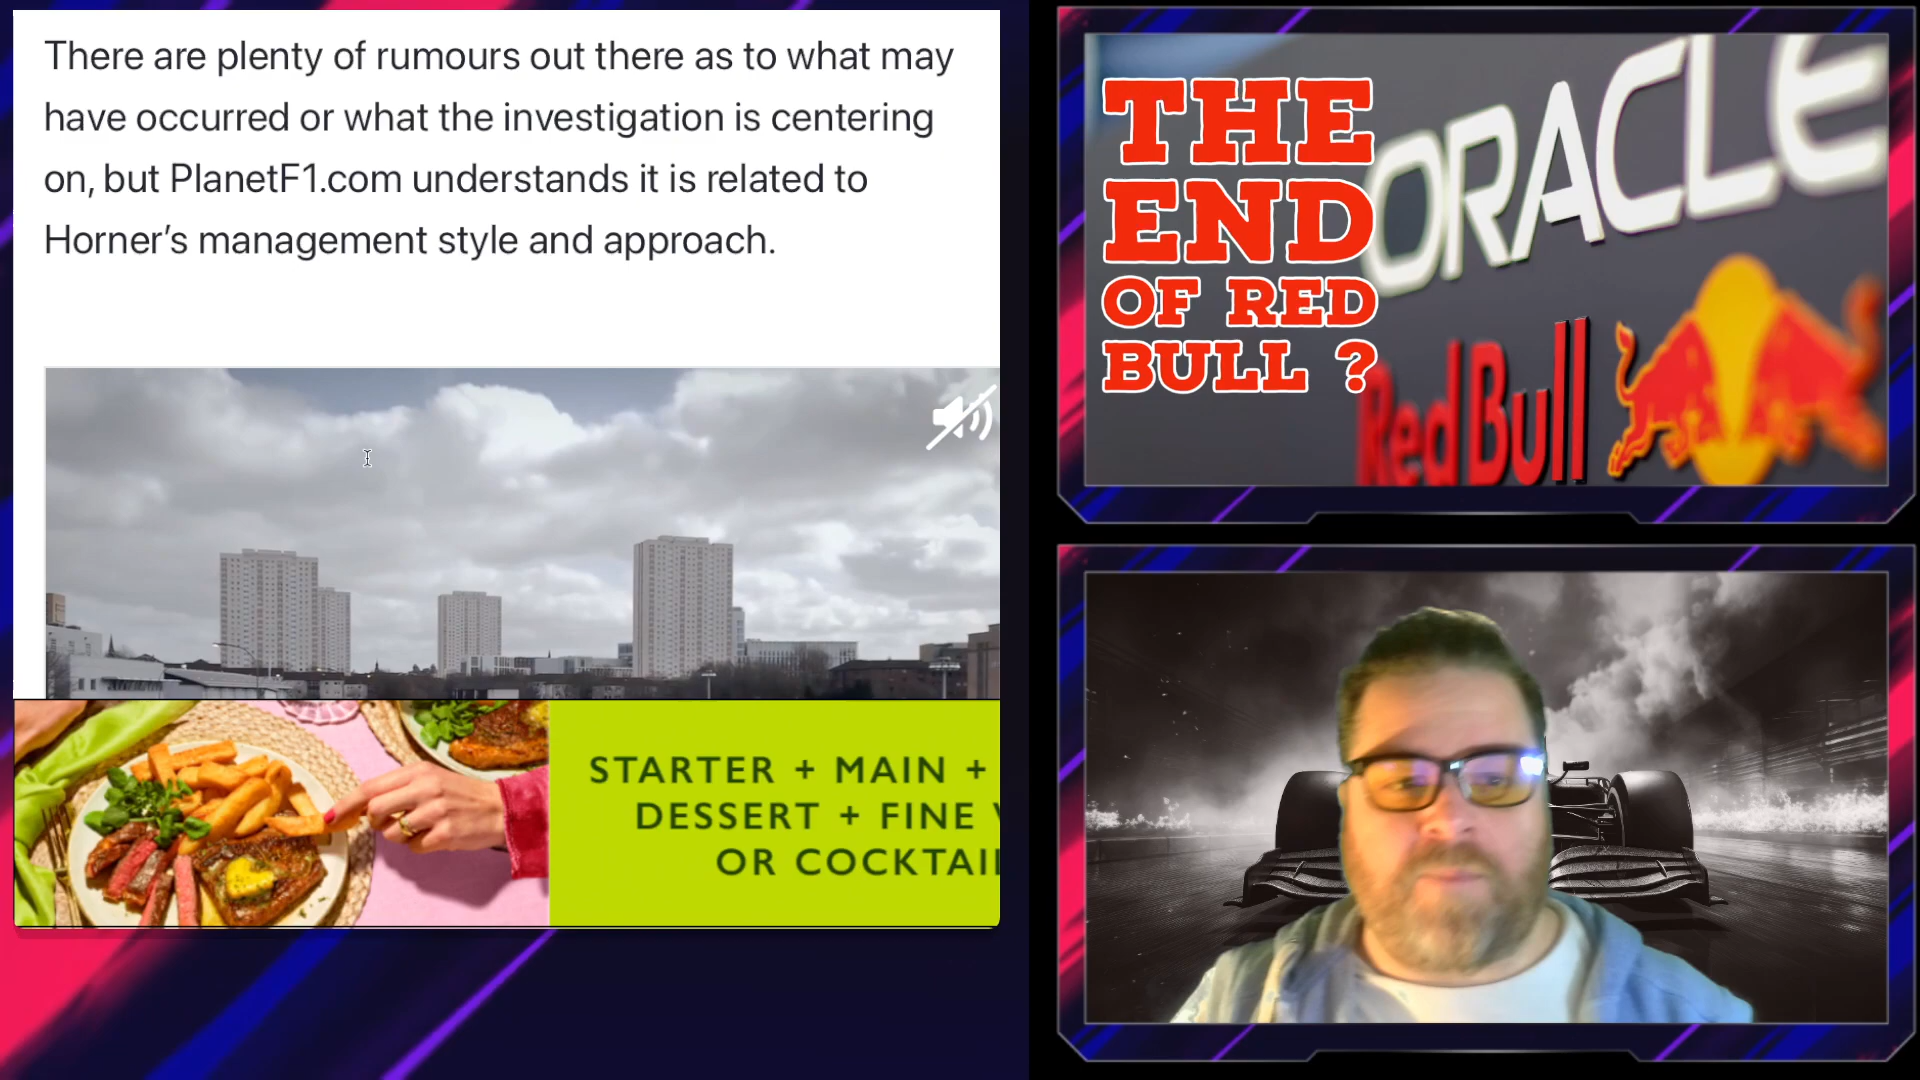 There are plenty of rumours out there as to what may
have occurred or what the investigation is centering
on, but PlanetF1.com understands it is related to
Horner’s management style and approach.
STARTER + MAIN +
DESSERT + FINE
OR COCKTAI
THE
END
OF RED
BULL ?
ORACLE
Red Bull